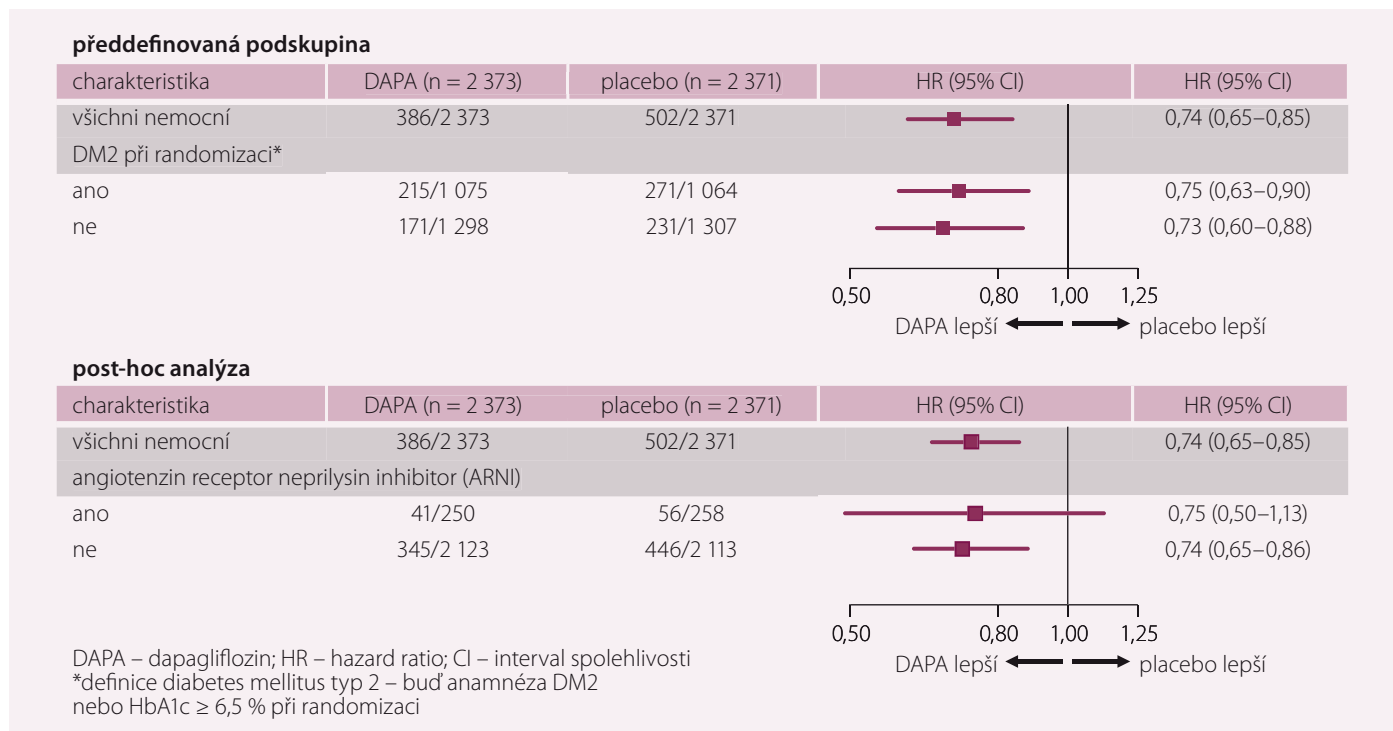 předdefinovaná podskupina
charakteristika DAPA (n = 2 373) placebo (n = 2 371) HR (95% CI) HR (95% CI)
všichni nemocní 386/2 373 502/2 371 0,74 (0,65–0,85)
DM2 při randomizaci*
ano 215/1 075 271/1 064 0,75 (0,63–0,90)
ne 171/1 298 231/1 307 0,73 (0,60–0,88)
0,50 0,80 1,00 1,25
DAPA lepší placebo lepší
post-hoc analýza
charakteristika DAPA (n = 2 373) placebo (n = 2 371) HR (95% CI) HR (95% CI)
všichni nemocní 386/2 373 502/2 371 0,74 (0,65–0,85)
angiotenzin receptor neprilysin inhibitor (ARNI)
ano 41/250 56/258 0,75 (0,50–1,13)
ne 345/2 123 446/2 113 0,74 (0,65–0,86)
0,50 0,80 1,00 1,25
DAPA lepší placebo lepší
DAPA – dapagliflozin; HR – hazard ratio; CI – interval spolehlivosti
*definice diabetes mellitus typ 2 – buď anamnéza DM2
nebo HbA1c ≥ 6,5 % při randomizaci